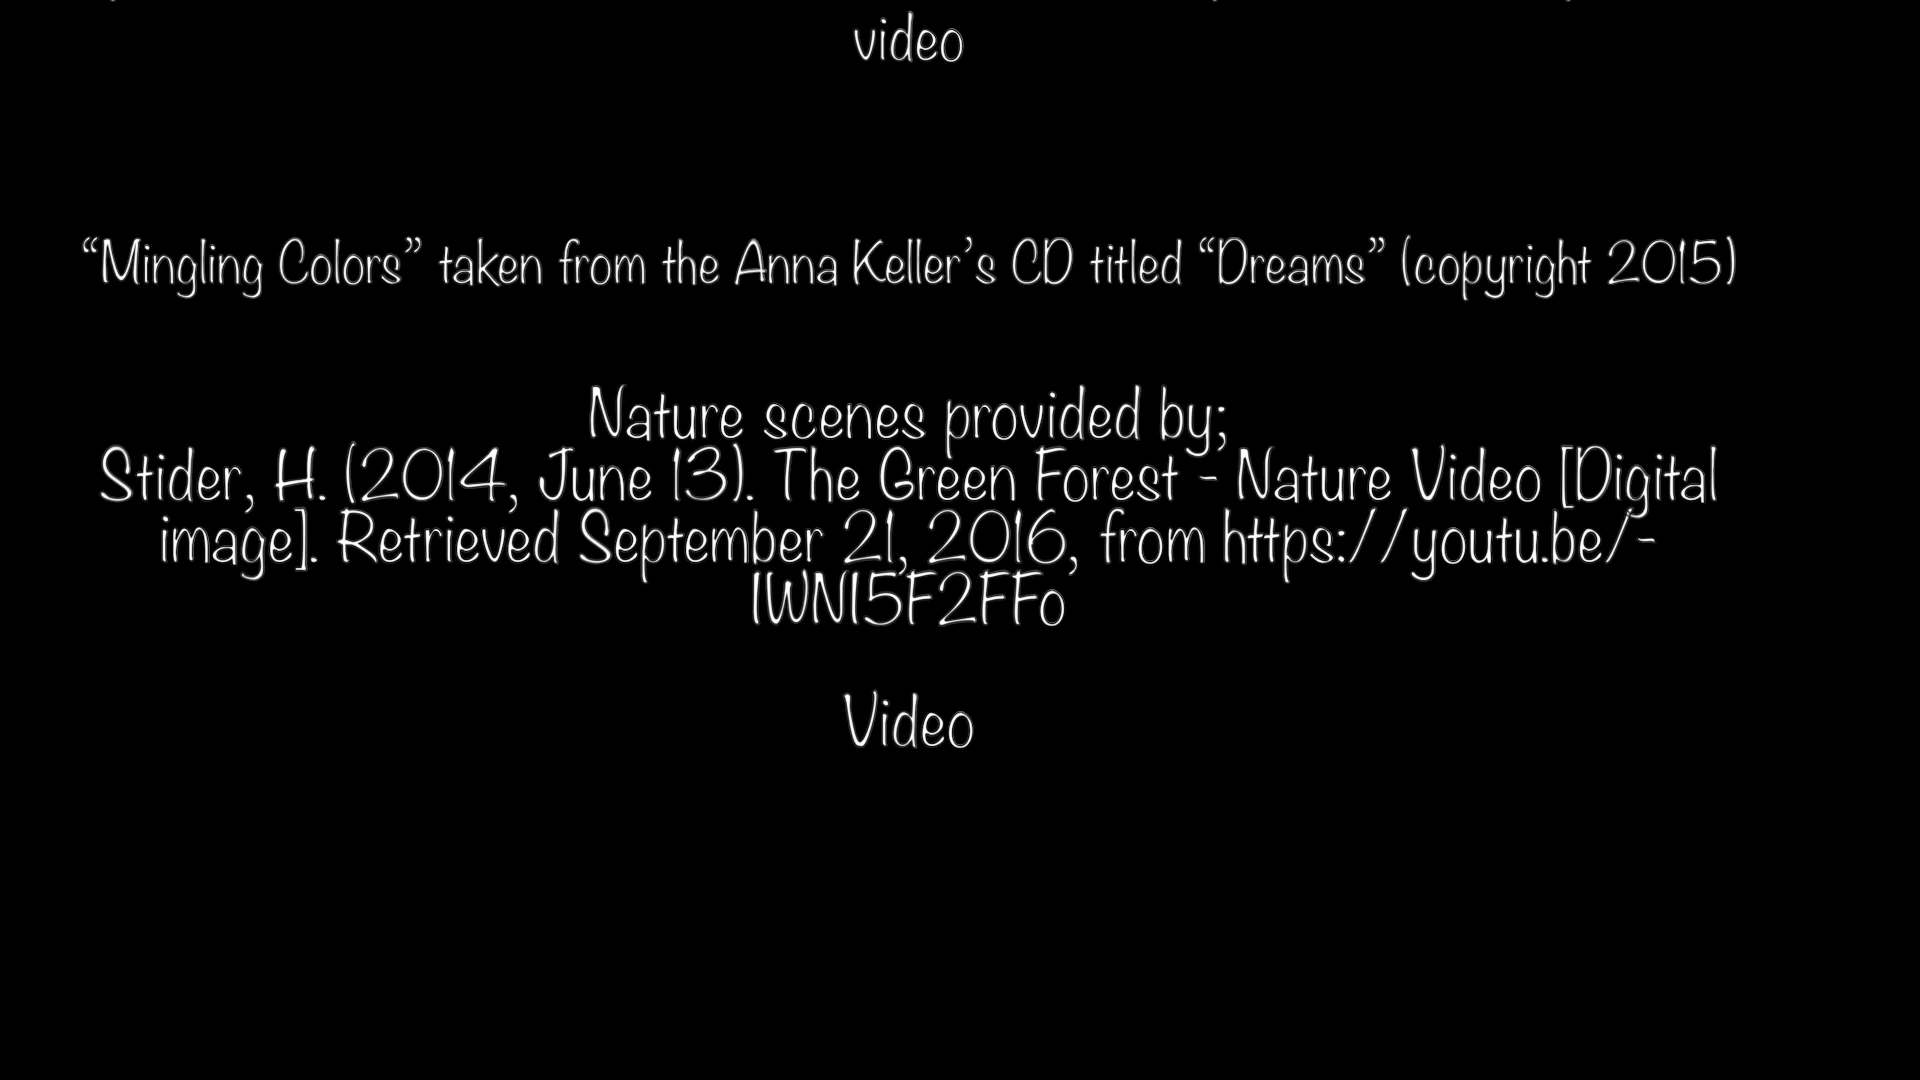 video
“Mingling Colors” taken from the Anna Keller’s CD titled “Dreams” (copyright 2015)
Nature scenes provided by;
Stider, H. (2014, June 13). The Green Forest - Nature Video [Digital
image]. Retrieved September 21, 2016, from https://youtu.be/-
IWNI5F2FFo
Video